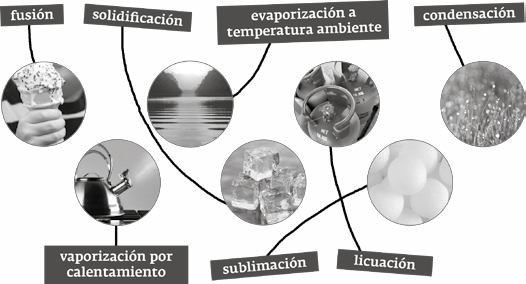 fusión
solidificación
evaporización a
temperatura ambiente
condensación
vaporización por
calentamiento
sublimación
licuación